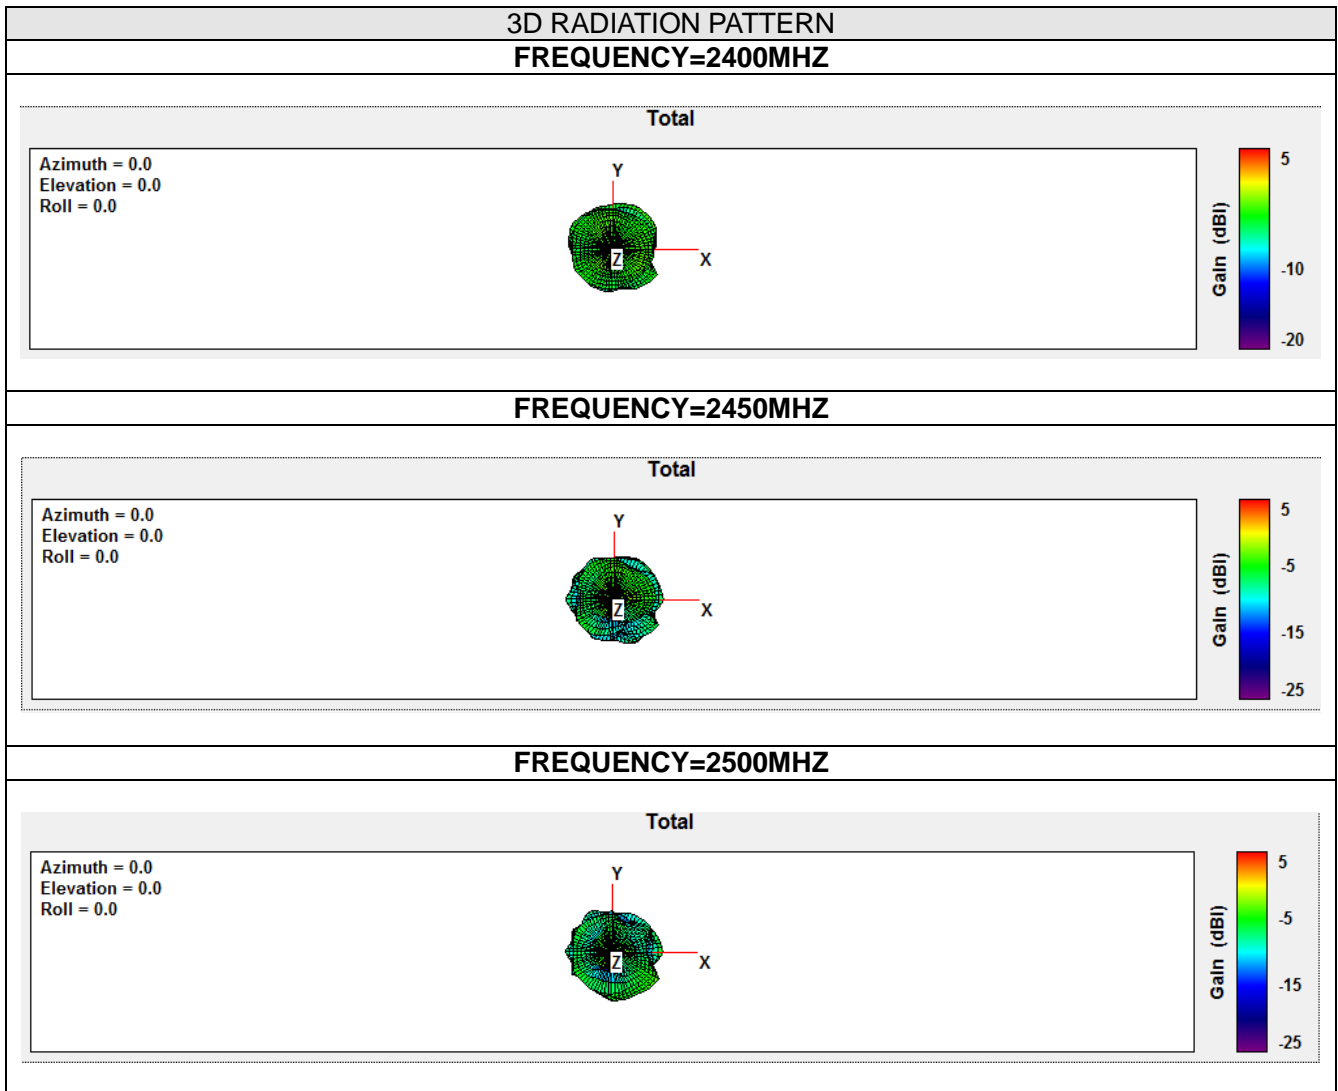 3D RADIATION PATTERN
FREQUENCY=2400MHZ
Total
Azimuth = 0.0
Elevation = 0.0
Roll = 0.0
Y
Z
X
5
-10
-20
Gain (dBi)
FREQUENCY=2450MHZ
Total
Azimuth = 0.0
Elevation = 0.0
Roll = 0.0
Y
Z
X
5
-5
-15
-25
Gain (dBi)
FREQUENCY=2500MHZ
Total
Azimuth = 0.0
Elevation = 0.0
Roll = 0.0
Y
Z
X
5
-5
-15
-25
Gain (dBi)